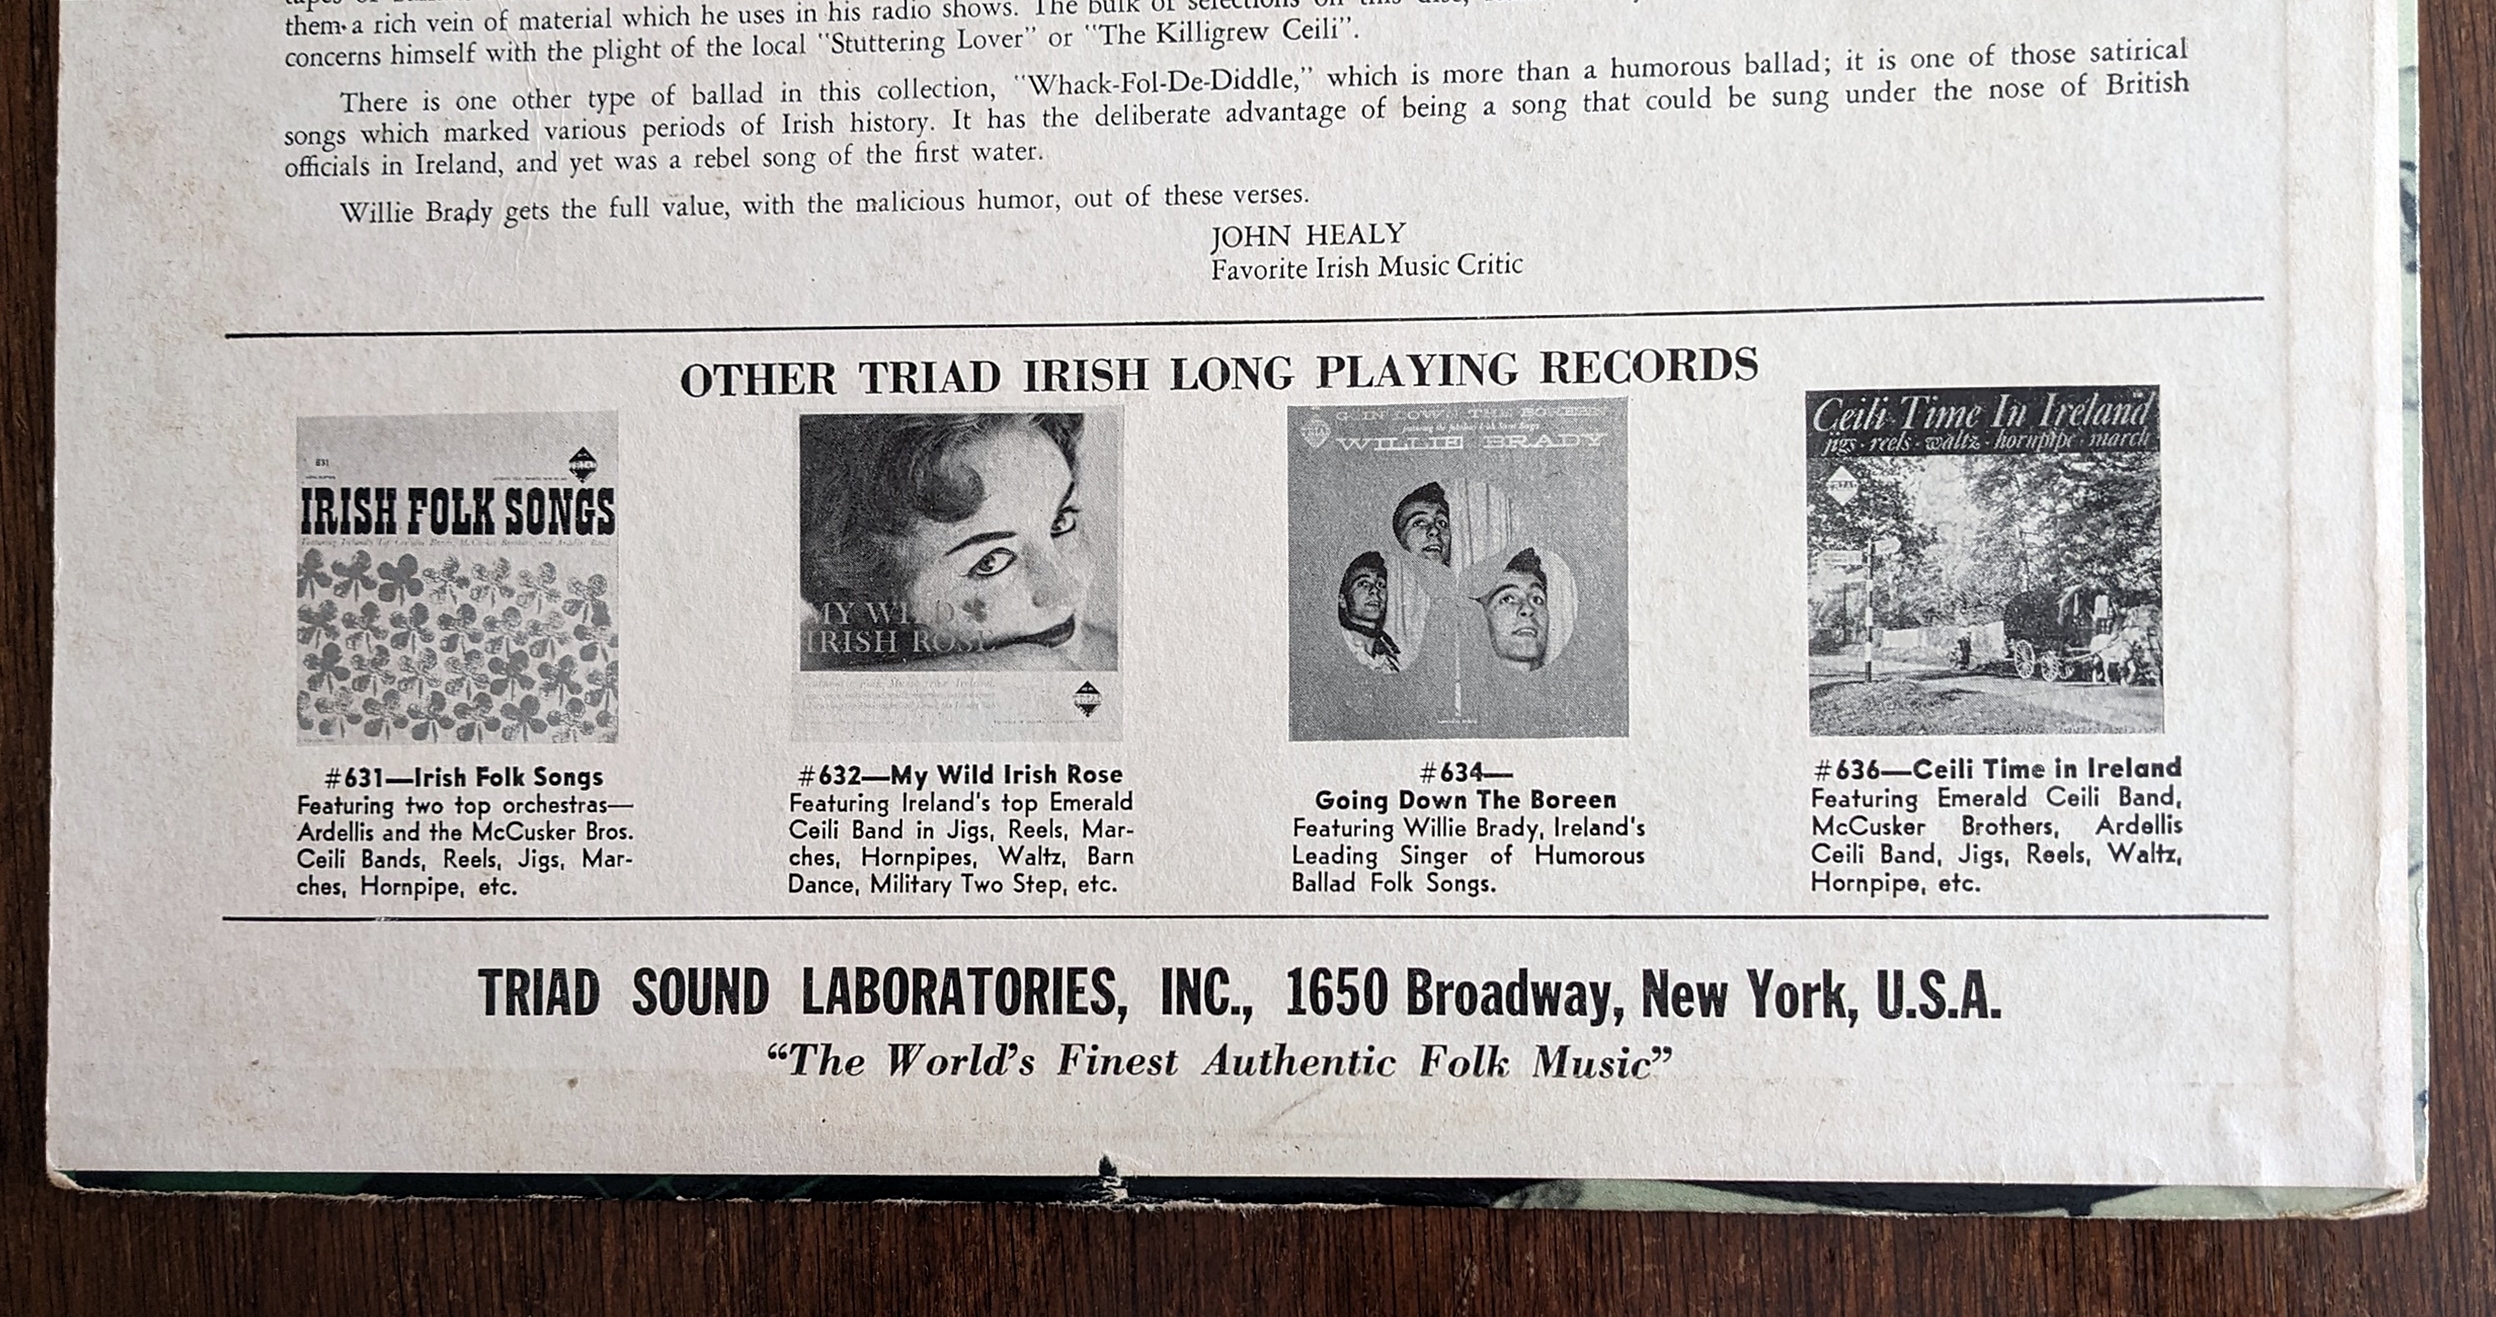 them a rich vein of material which he uses in his radio shows. The bulk of selections on this disc,
concerns himself with the plight of the local "Stuttering Lover" or "The Killigrew Ceili".
There is one other type of ballad in this collection, "Whack-Fol-De-Diddle," which is more than a humorous ballad; it is one of those satirical
songs which marked various periods of Irish history. It has the deliberate advantage of being a song that could be sung under the nose of British
officials in Ireland, and yet was a rebel song of the first water.
Willie Brady gets the full value, with the malicious humor, out of these verses.
JOHN HEALY
Favorite Irish Music Critic
OTHER TRIAD IRISH LONG PLAYING RECORDS
631
TRIAD
IRISH FOLK SONGS
#631—Irish Folk Songs
Featuring two top orchestras—
Ardellis and the McCusker Bros.
Ceili Bands, Reels, Jigs, Mar-
ches, Hornpipe, etc.
MY WILD
IRISH ROSE
#632—My Wild Irish Rose
Featuring Ireland's top Emerald
Ceili Band in Jigs, Reels, Mar-
ches, Hornpipes, Waltz, Barn
Dance, Military Two Step, etc.
WILLIE BRADY
#634—
Going Down The Boreen
Featuring Willie Brady, Ireland's
Leading Singer of Humorous
Ballad Folk Songs.
Ceili Time In Ireland
jigs · reels · waltz · hornpipe · march
#636—Ceili Time in Ireland
Featuring Emerald Ceili Band,
McCusker Brothers, Ardellis
Ceili Band, Jigs, Reels, Waltz,
Hornpipe, etc.
TRIAD SOUND LABORATORIES, INC., 1650 Broadway, New York, U.S.A.
"The World's Finest Authentic Folk Music"